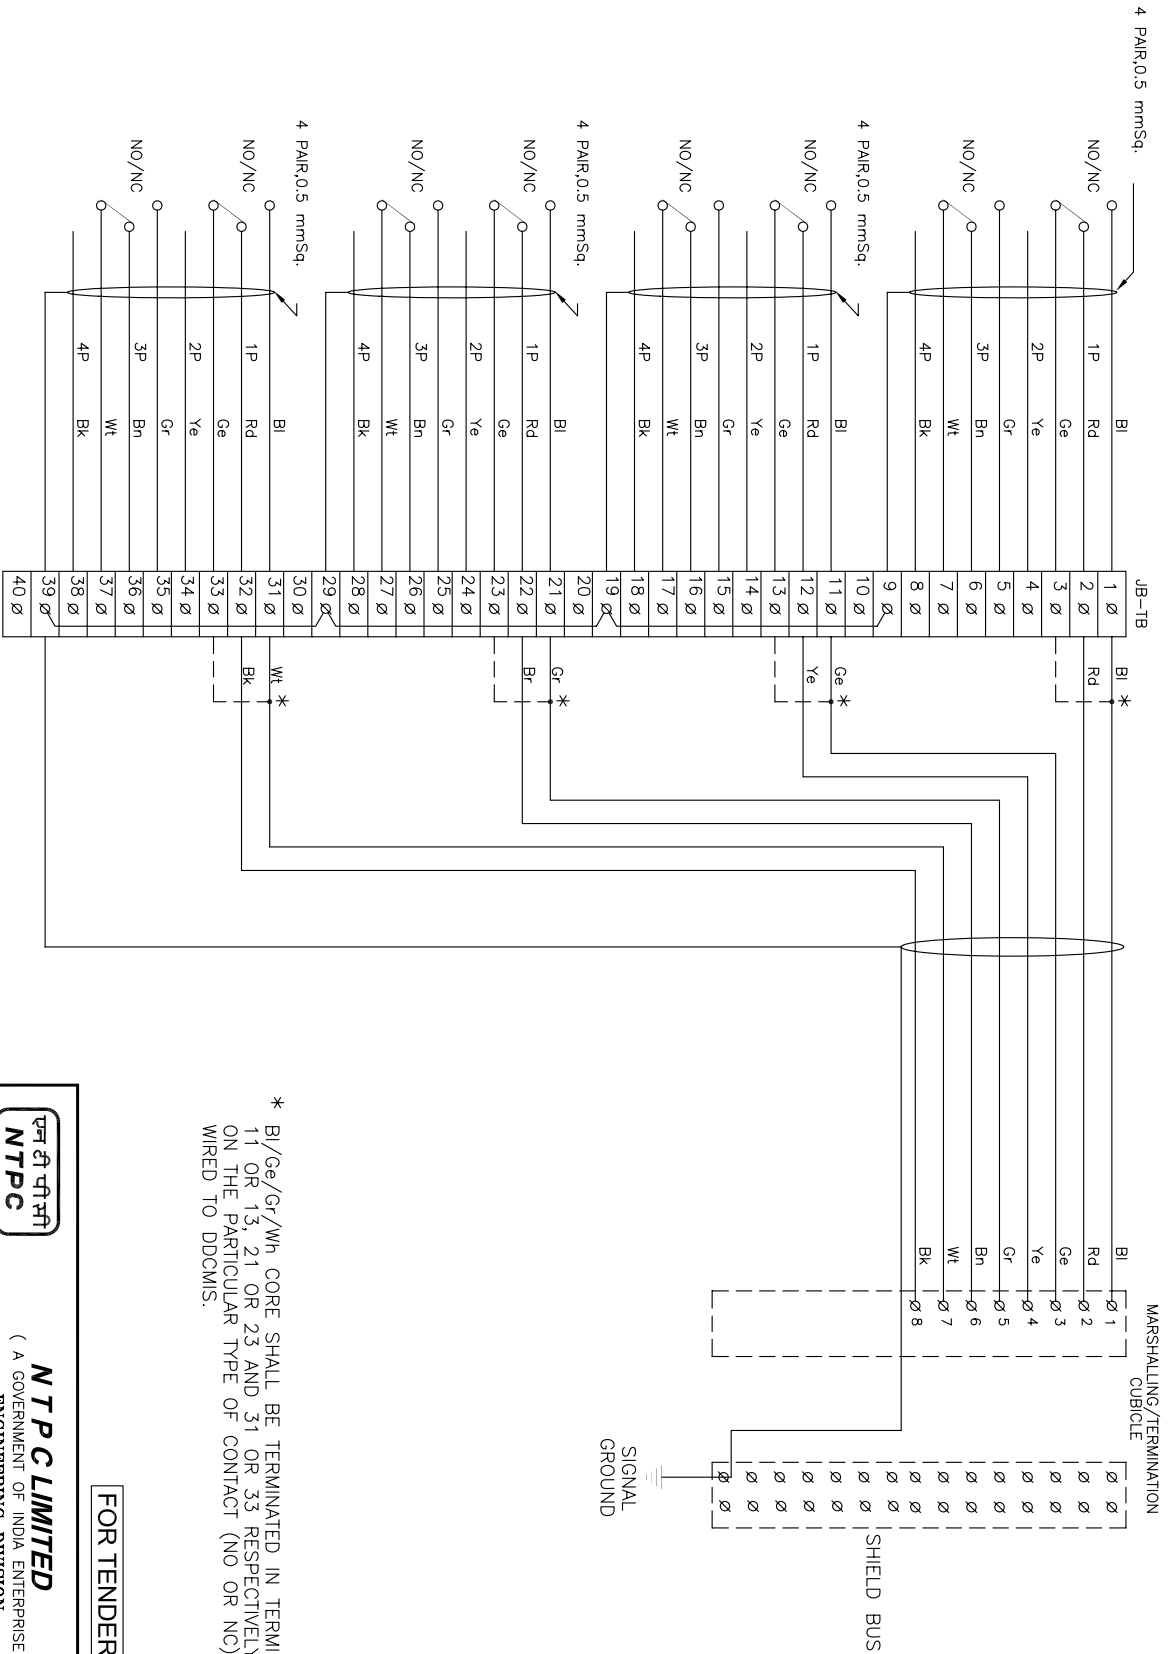 4 PAIR,0.5 mmSq.
NO/NC
NO/NC
4 PAIR,0.5 mmSq.
NO/NC
NO/NC
4 PAIR,0.5 mmSq.
NO/NC
NO/NC
4 PAIR,0.5 mmSq.
NO/NC
NO/NC
1P
2P
3P
4P
1P
2P
3P
4P
1P
2P
3P
4P
1P
2P
3P
4P
Bl
Rd
Ge
Ye
Gr
Bn
Wt
Bk
Bl
Rd
Ge
Ye
Gr
Bn
Wt
Bk
Bl
Rd
Ge
Ye
Gr
Bn
Wt
Bk
Bl
Rd
Ge
Ye
Gr
Bn
Wt
Bk
JB-TB
1 Ø
2 Ø
3 Ø
4 Ø
5 Ø
6 Ø
7 Ø
8 Ø
9 Ø
10 Ø
11 Ø
12 Ø
13 Ø
14 Ø
15 Ø
16 Ø
17 Ø
18 Ø
19 Ø
20 Ø
21 Ø
22 Ø
23 Ø
24 Ø
25 Ø
26 Ø
27 Ø
28 Ø
29 Ø
30 Ø
31 Ø
32 Ø
33 Ø
34 Ø
35 Ø
36 Ø
37 Ø
38 Ø
39 Ø
40 Ø
Bl *
Rd
Ge *
Ye
Gr *
Br
Wt *
Bk
MARSHALLING/TERMINATION
CUBICLE
Bl Ø 1
Rd Ø 2
Ge Ø 3
Ye Ø 4
Gr Ø 5
Bn Ø 6
Wt Ø 7
Bk Ø 8
SHIELD BUS
SIGNAL
GROUND
* Bl/Ge/Gr/Wh CORE SHALL BE TERMINATED IN
11 OR 13, 21 OR 23 AND 31 OR 33 RESPECTIVELY
ON THE PARTICULAR TYPE OF CONTACT (NO OR NC)
WIRED TO DDCMIS.
FOR TENDER
एनटीपीसी
NTPC
N T P C LIMITED
( A GOVERNMENT OF INDIA ENTERPRISE
ENGINEERING DIVISION